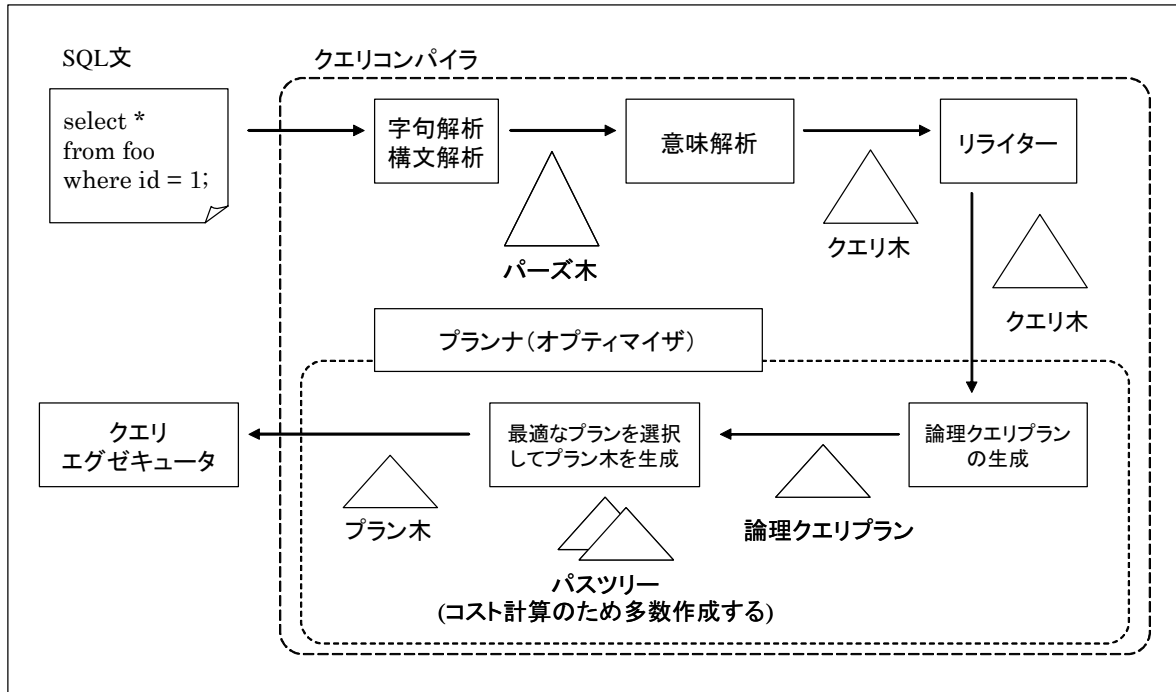 SQL文
クエリコンパイラ
select *
from foo
where id = 1;
字句解析
構文解析
意味解析
リライター
パーズ木
クエリ木
クエリ木
プランナ(オプティマイザ)
クエリ
エグゼキュータ
最適なプランを選択
してプラン木を生成
論理クエリプラン
の生成
プラン木
論理クエリプラン
パスツリー
(コスト計算のため多数作成する)